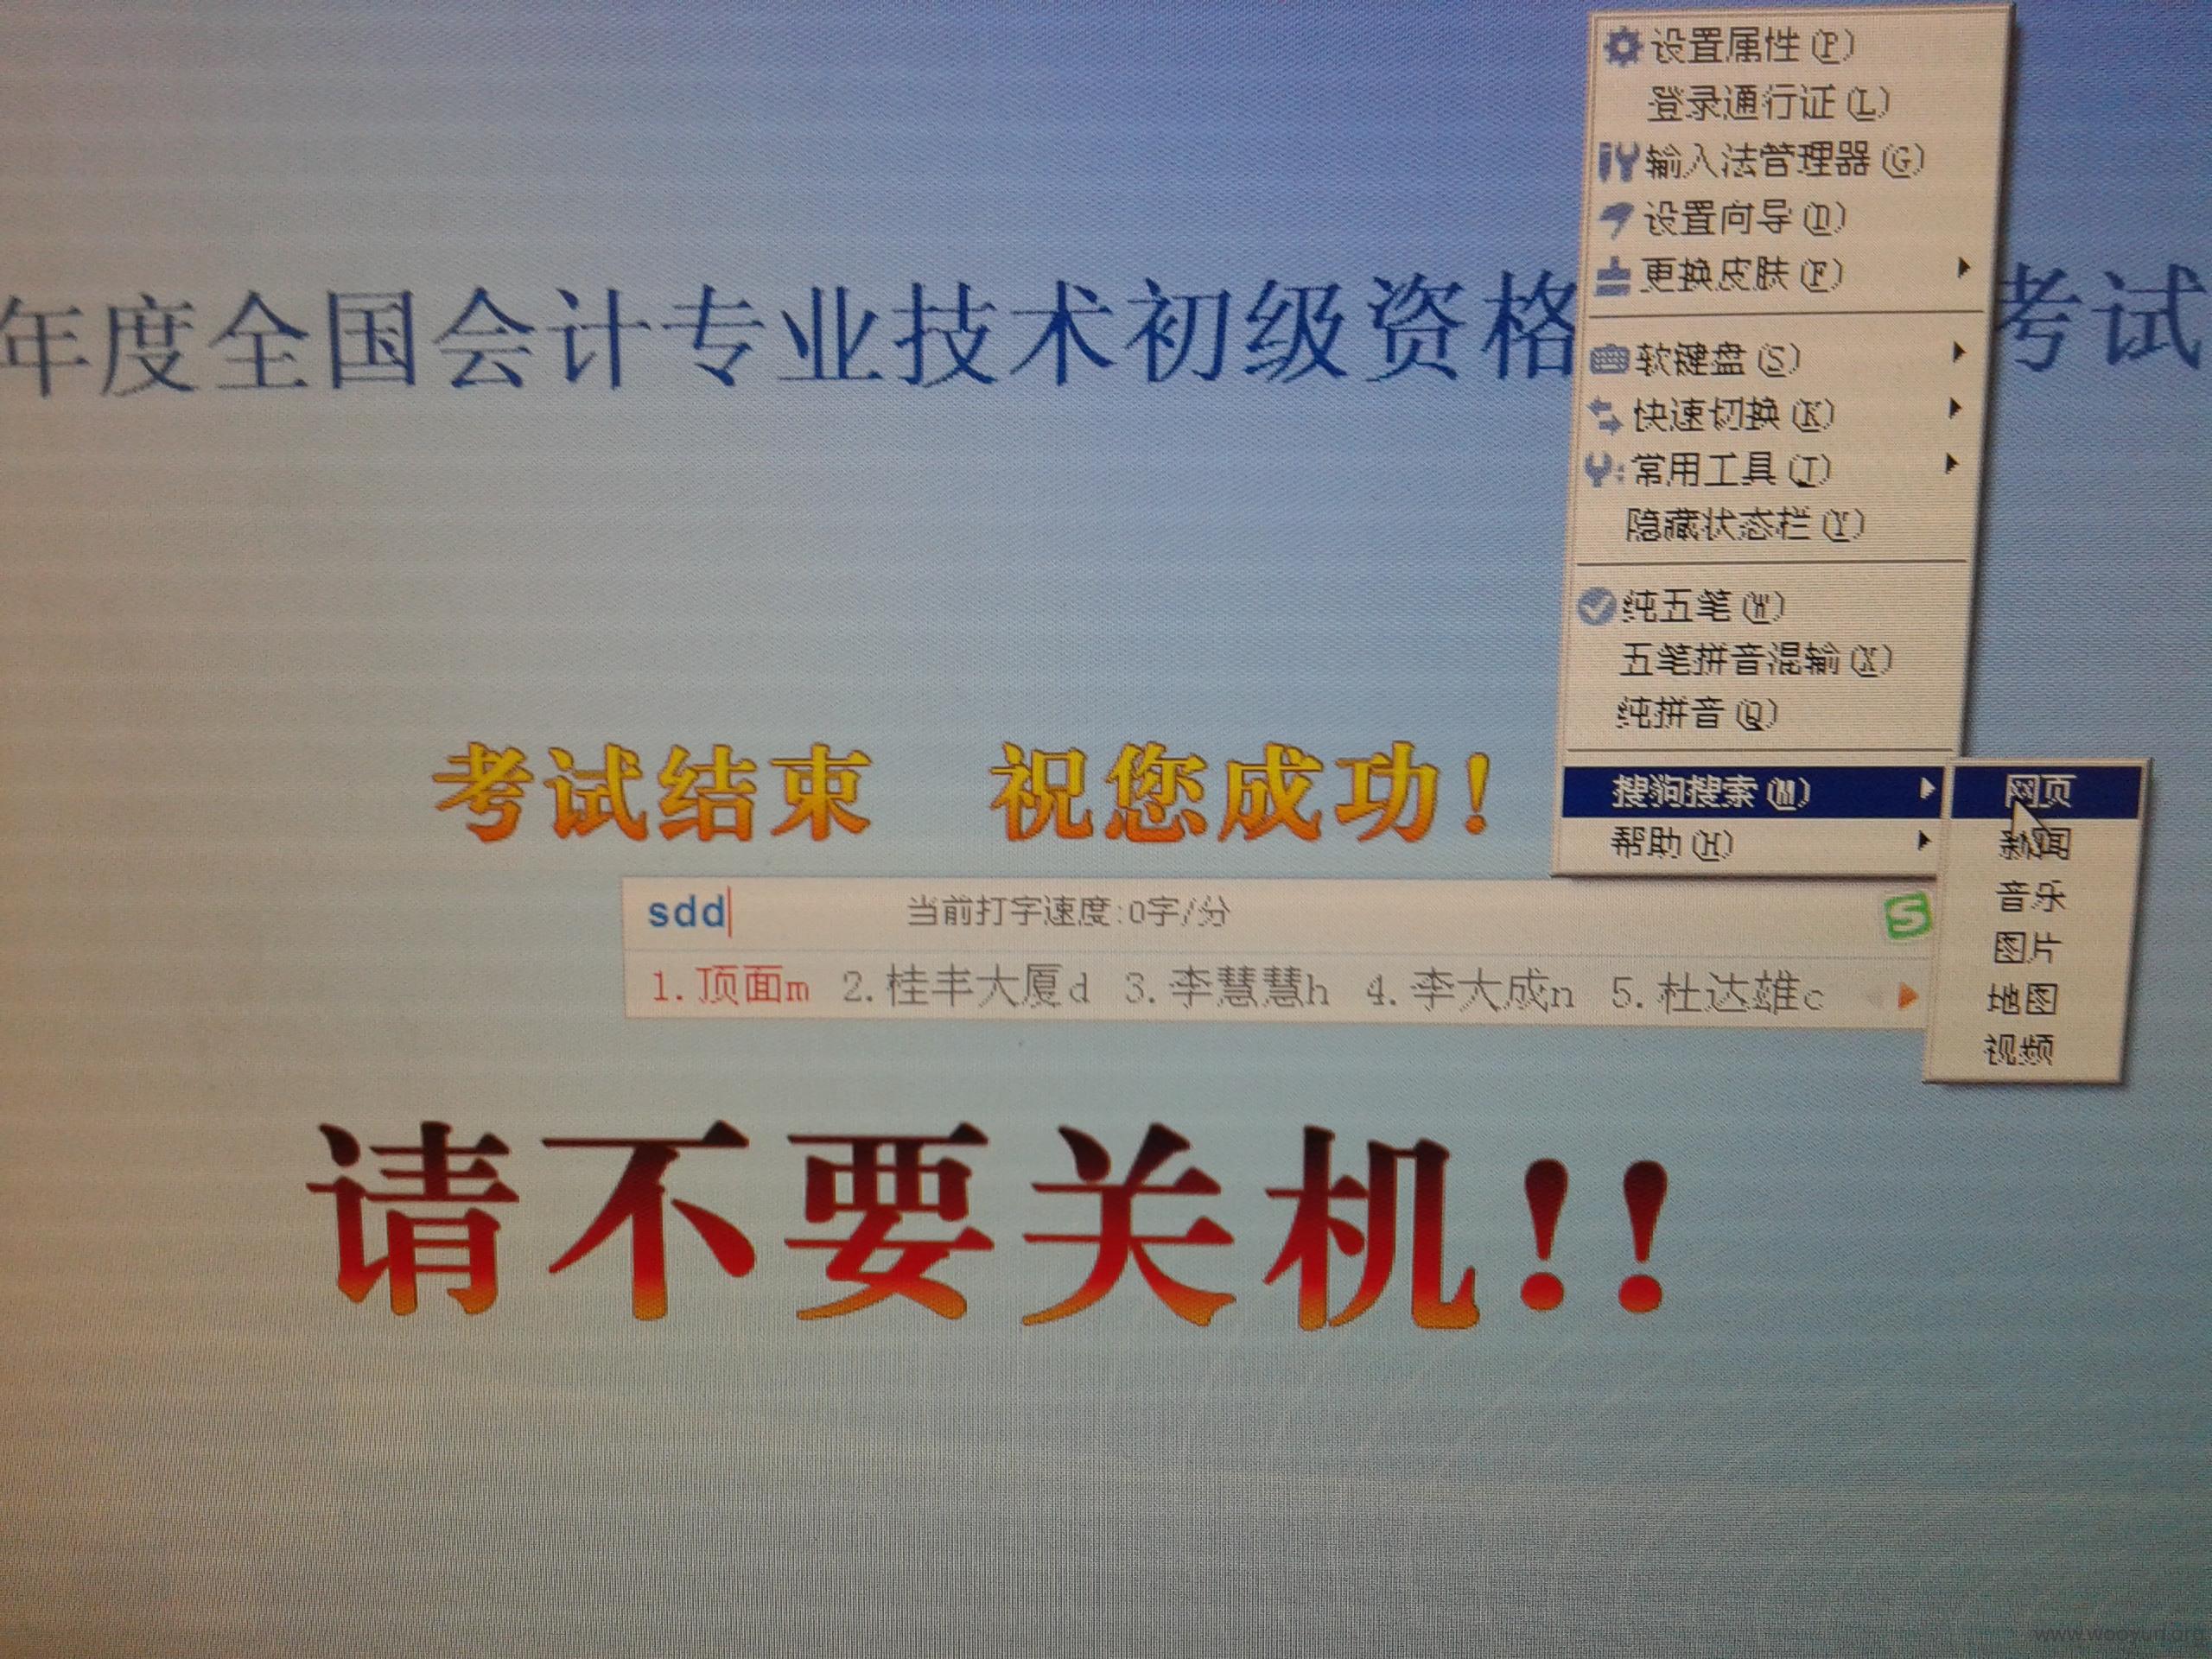 设置属性(P)
登录通行证(L)
输入法管理器(G)
设置向导(D)
更换皮肤(F)
年度全国会计专业技术初级资格
考试
软键盘(S)
快速切换(K)
常用工具(T)
隐藏状态栏(Y)
纯五笔(W)
五笔拼音混输(X)
纯拼音(Q)
考试结束 祝您成功!
搜狗搜索(M)
网页
帮助(H)
新闻
音乐
图片
地图
视频
sdd 当前打字速度:0字/分
S
1.顶面m 2.桂丰大厦d 3.李慧慧h 4.李大成n 5.杜达雄c
请不要关机!!
www.wooyun.org